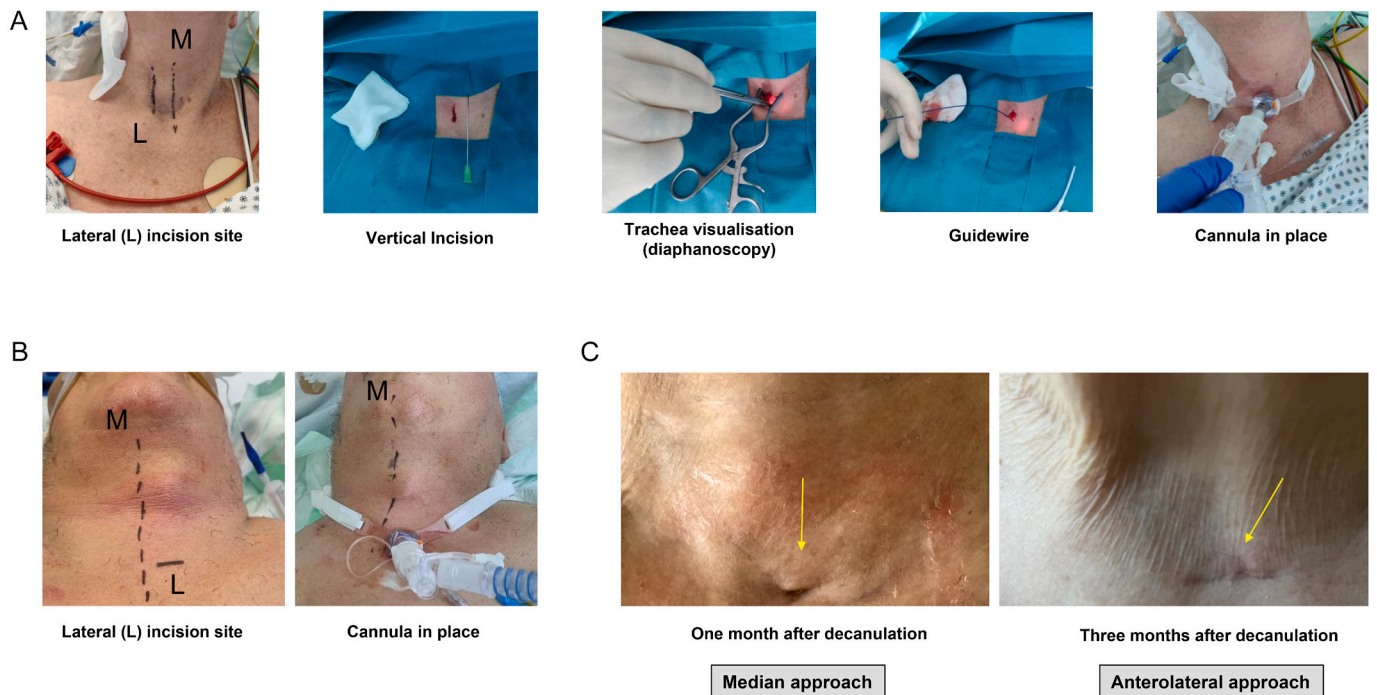 A
M
L
Lateral (L) incision site
Vertical Incision
Trachea visualisation
(diaphanoscopy)
Guidewire
Cannula in place
B
M
L
Lateral (L) incision site
M
Cannula in place
C
One month after decanulation
Median approach
Three months after decanulation
Anterolateral approach